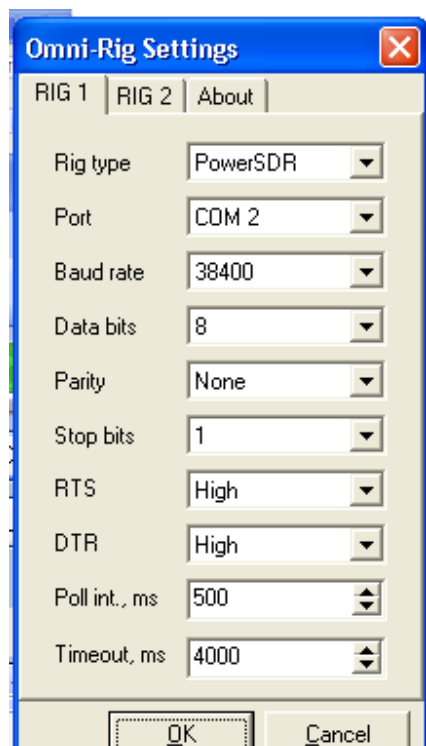 Omni-Rig Settings
RIG 1 RIG 2 About
Rig type PowerSDR
Port COM 2
Baud rate 38400
Data bits 8
Parity None
Stop bits 1
RTS High
DTR High
Poll int., ms 500
Timeout, ms 4000
OK Cancel